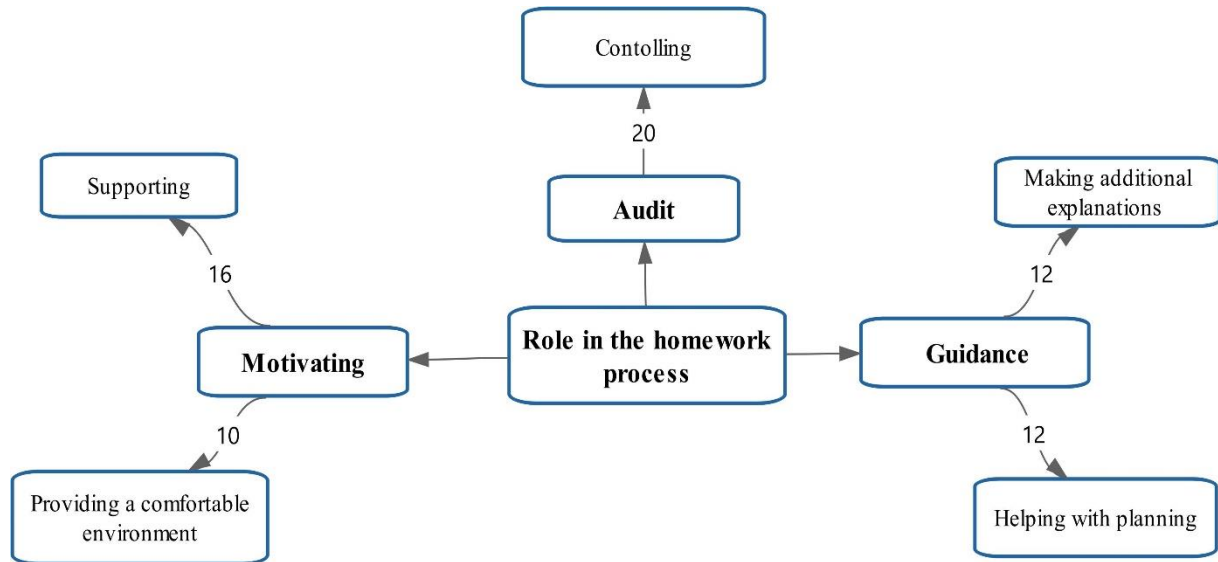 Contolling
20
Supporting
Audit
Making additional
explanations
16
12
Role in the homework
process
Motivating
Guidance
10
12
Providing a comfortable
environment
Helping with planning